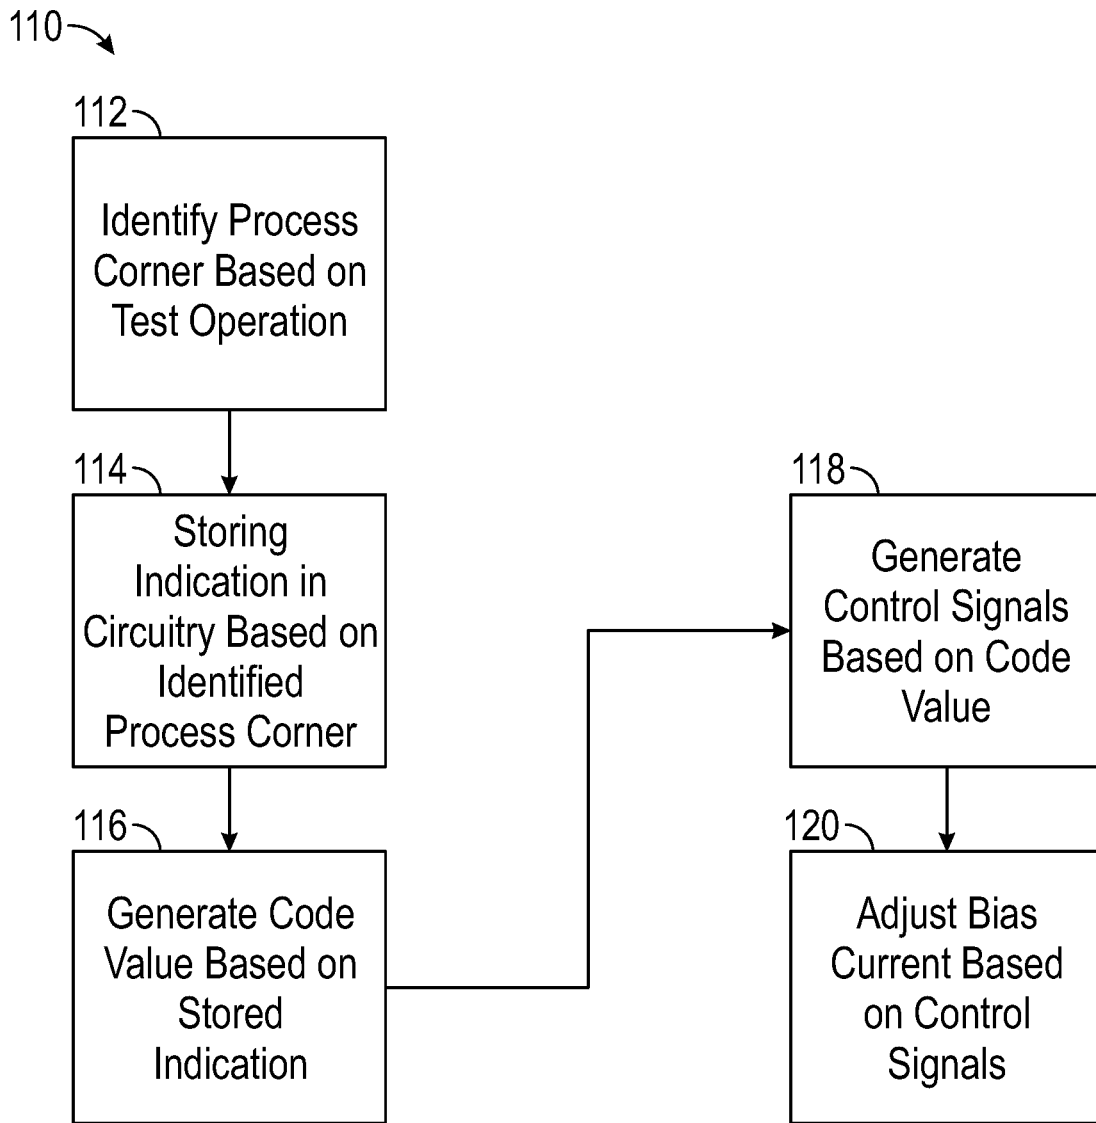 110
112
Identify Process
Corner Based on
Test Operation
114
Storing
Indication in
Circuitry Based on
Identified
Process Corner
116
Generate Code
Value Based on
Stored
Indication
118
Generate
Control Signals
Based on Code
Value
120
Adjust Bias
Current Based
on Control
Signals